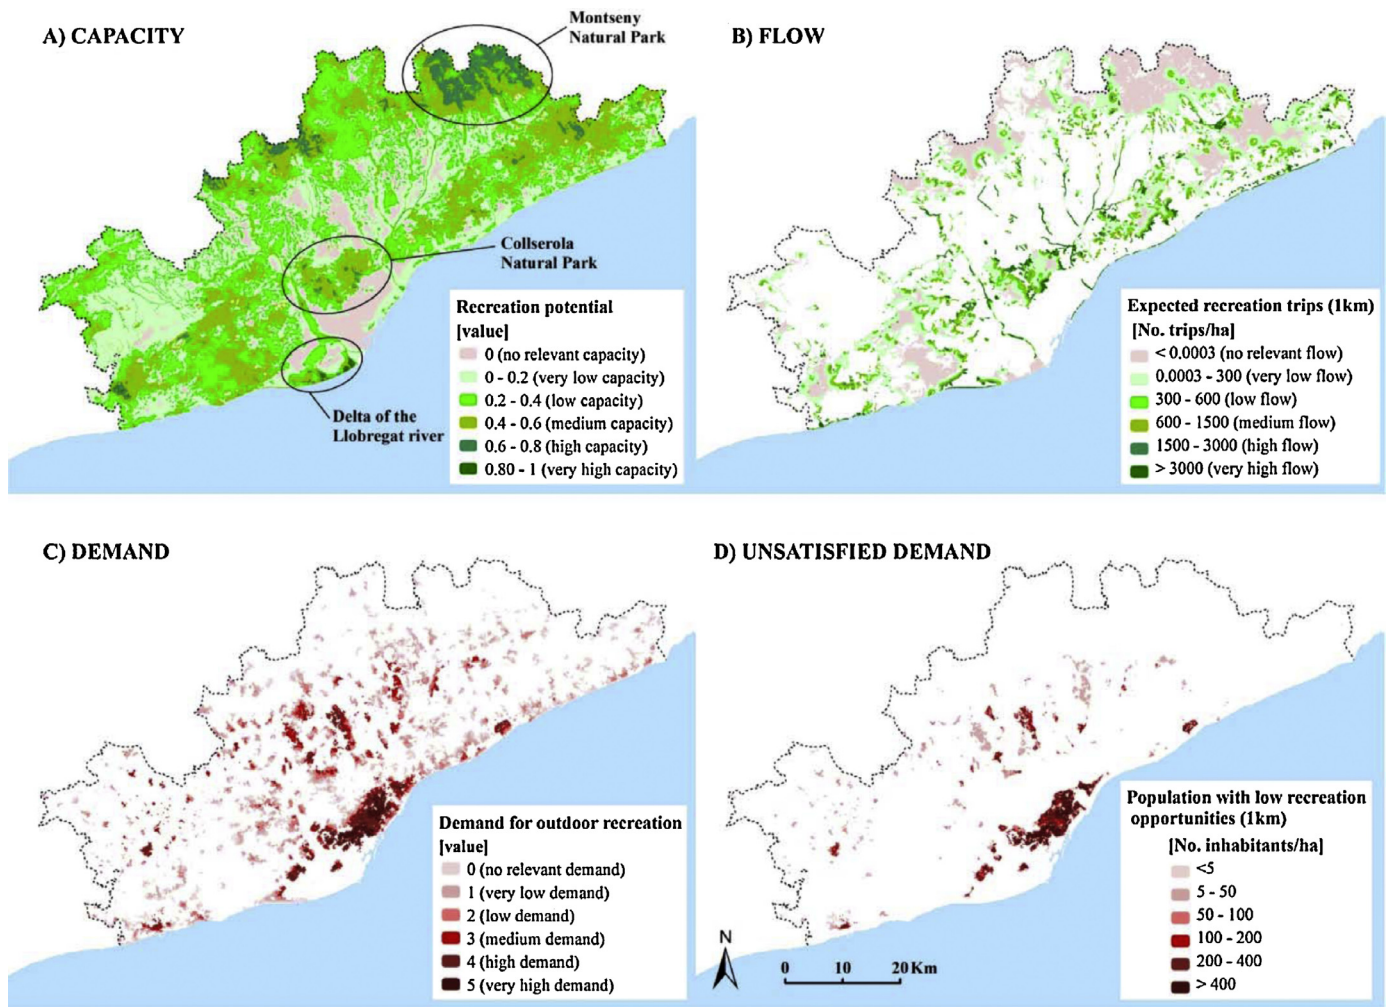 A) CAPACITY
Montseny
Natural Park
Collserola
Natural Park
Delta of the
Llobregat river
Recreation potential
[value]
0 (no relevant capacity)
0 - 0.2 (very low capacity)
0.2 - 0.4 (low capacity)
0.4 - 0.6 (medium capacity)
0.6 - 0.8 (high capacity)
0.80 - 1 (very high capacity)
B) FLOW
Expected recreation trips (1km)
[No. trips/ha]
< 0.0003 (no relevant flow)
0.0003 - 300 (very low flow)
300 - 600 (low flow)
600 - 1500 (medium flow)
1500 - 3000 (high flow)
> 3000 (very high flow)
C) DEMAND
Demand for outdoor recreation
[value]
0 (no relevant demand)
1 (very low demand)
2 (low demand)
3 (medium demand)
4 (high demand)
5 (very high demand)
D) UNSATISFIED DEMAND
Population with low recreation
opportunities (1km)
[No. inhabitants/ha]
<5
5 - 50
50 - 100
100 - 200
200 - 400
> 400
N
0 10 20 Km